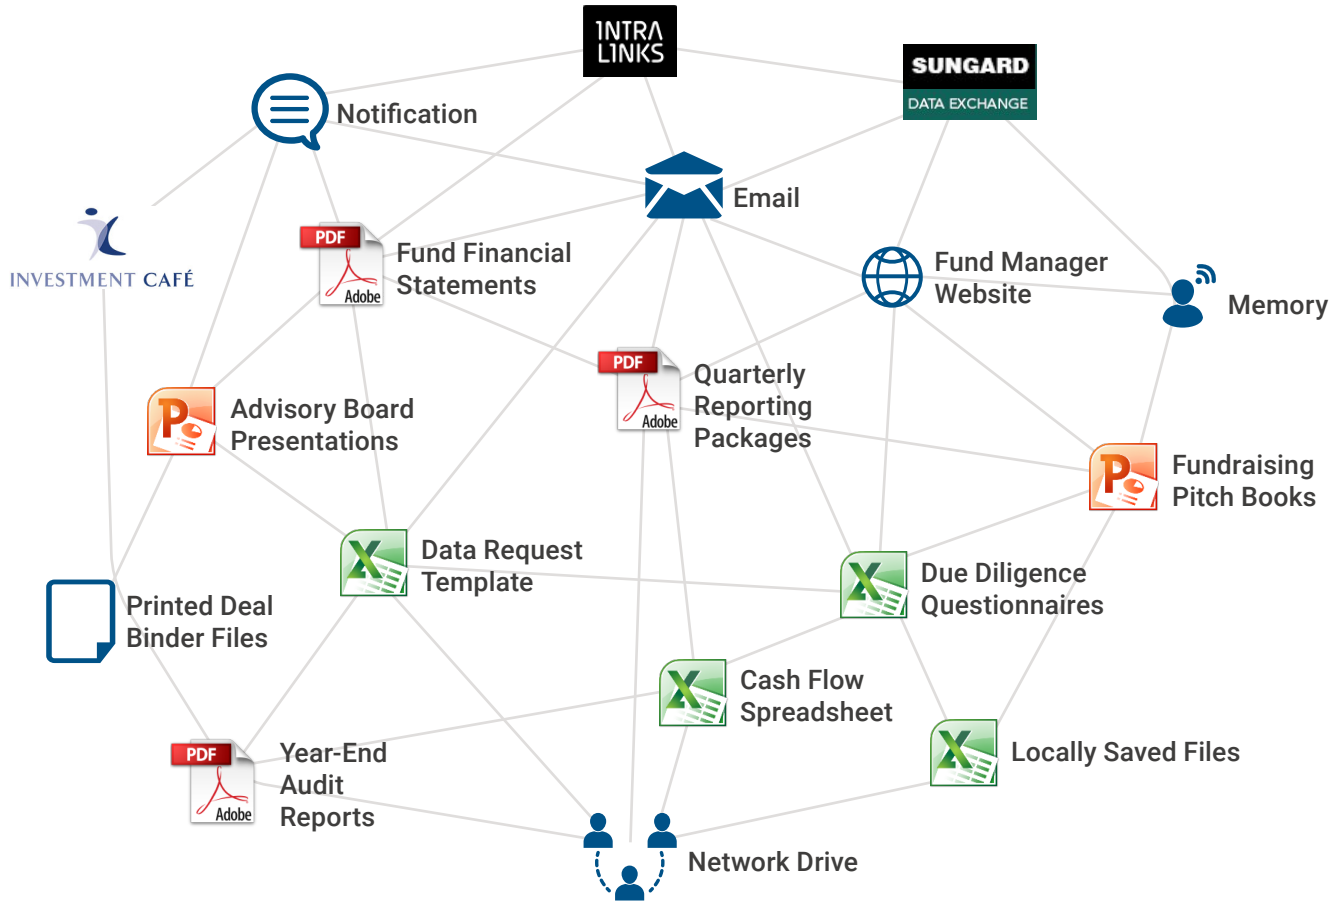 INTRA
LINKS
SUNGARD
DATA EXCHANGE
Notification
Email
INVESTMENT CAFÉ
PDF
Adobe
Fund Financial
Statements
Fund Manager
Website
Memory
PDF
Adobe
Quarterly
Reporting
Packages
P
Advisory Board
Presentations
P
Fundraising
Pitch Books
X
Data Request
Template
X
Due Diligence
Questionnaires
Printed Deal
Binder Files
X
Cash Flow
Spreadsheet
PDF
Adobe
Year-End
Audit
Reports
X
Locally Saved Files
Network Drive